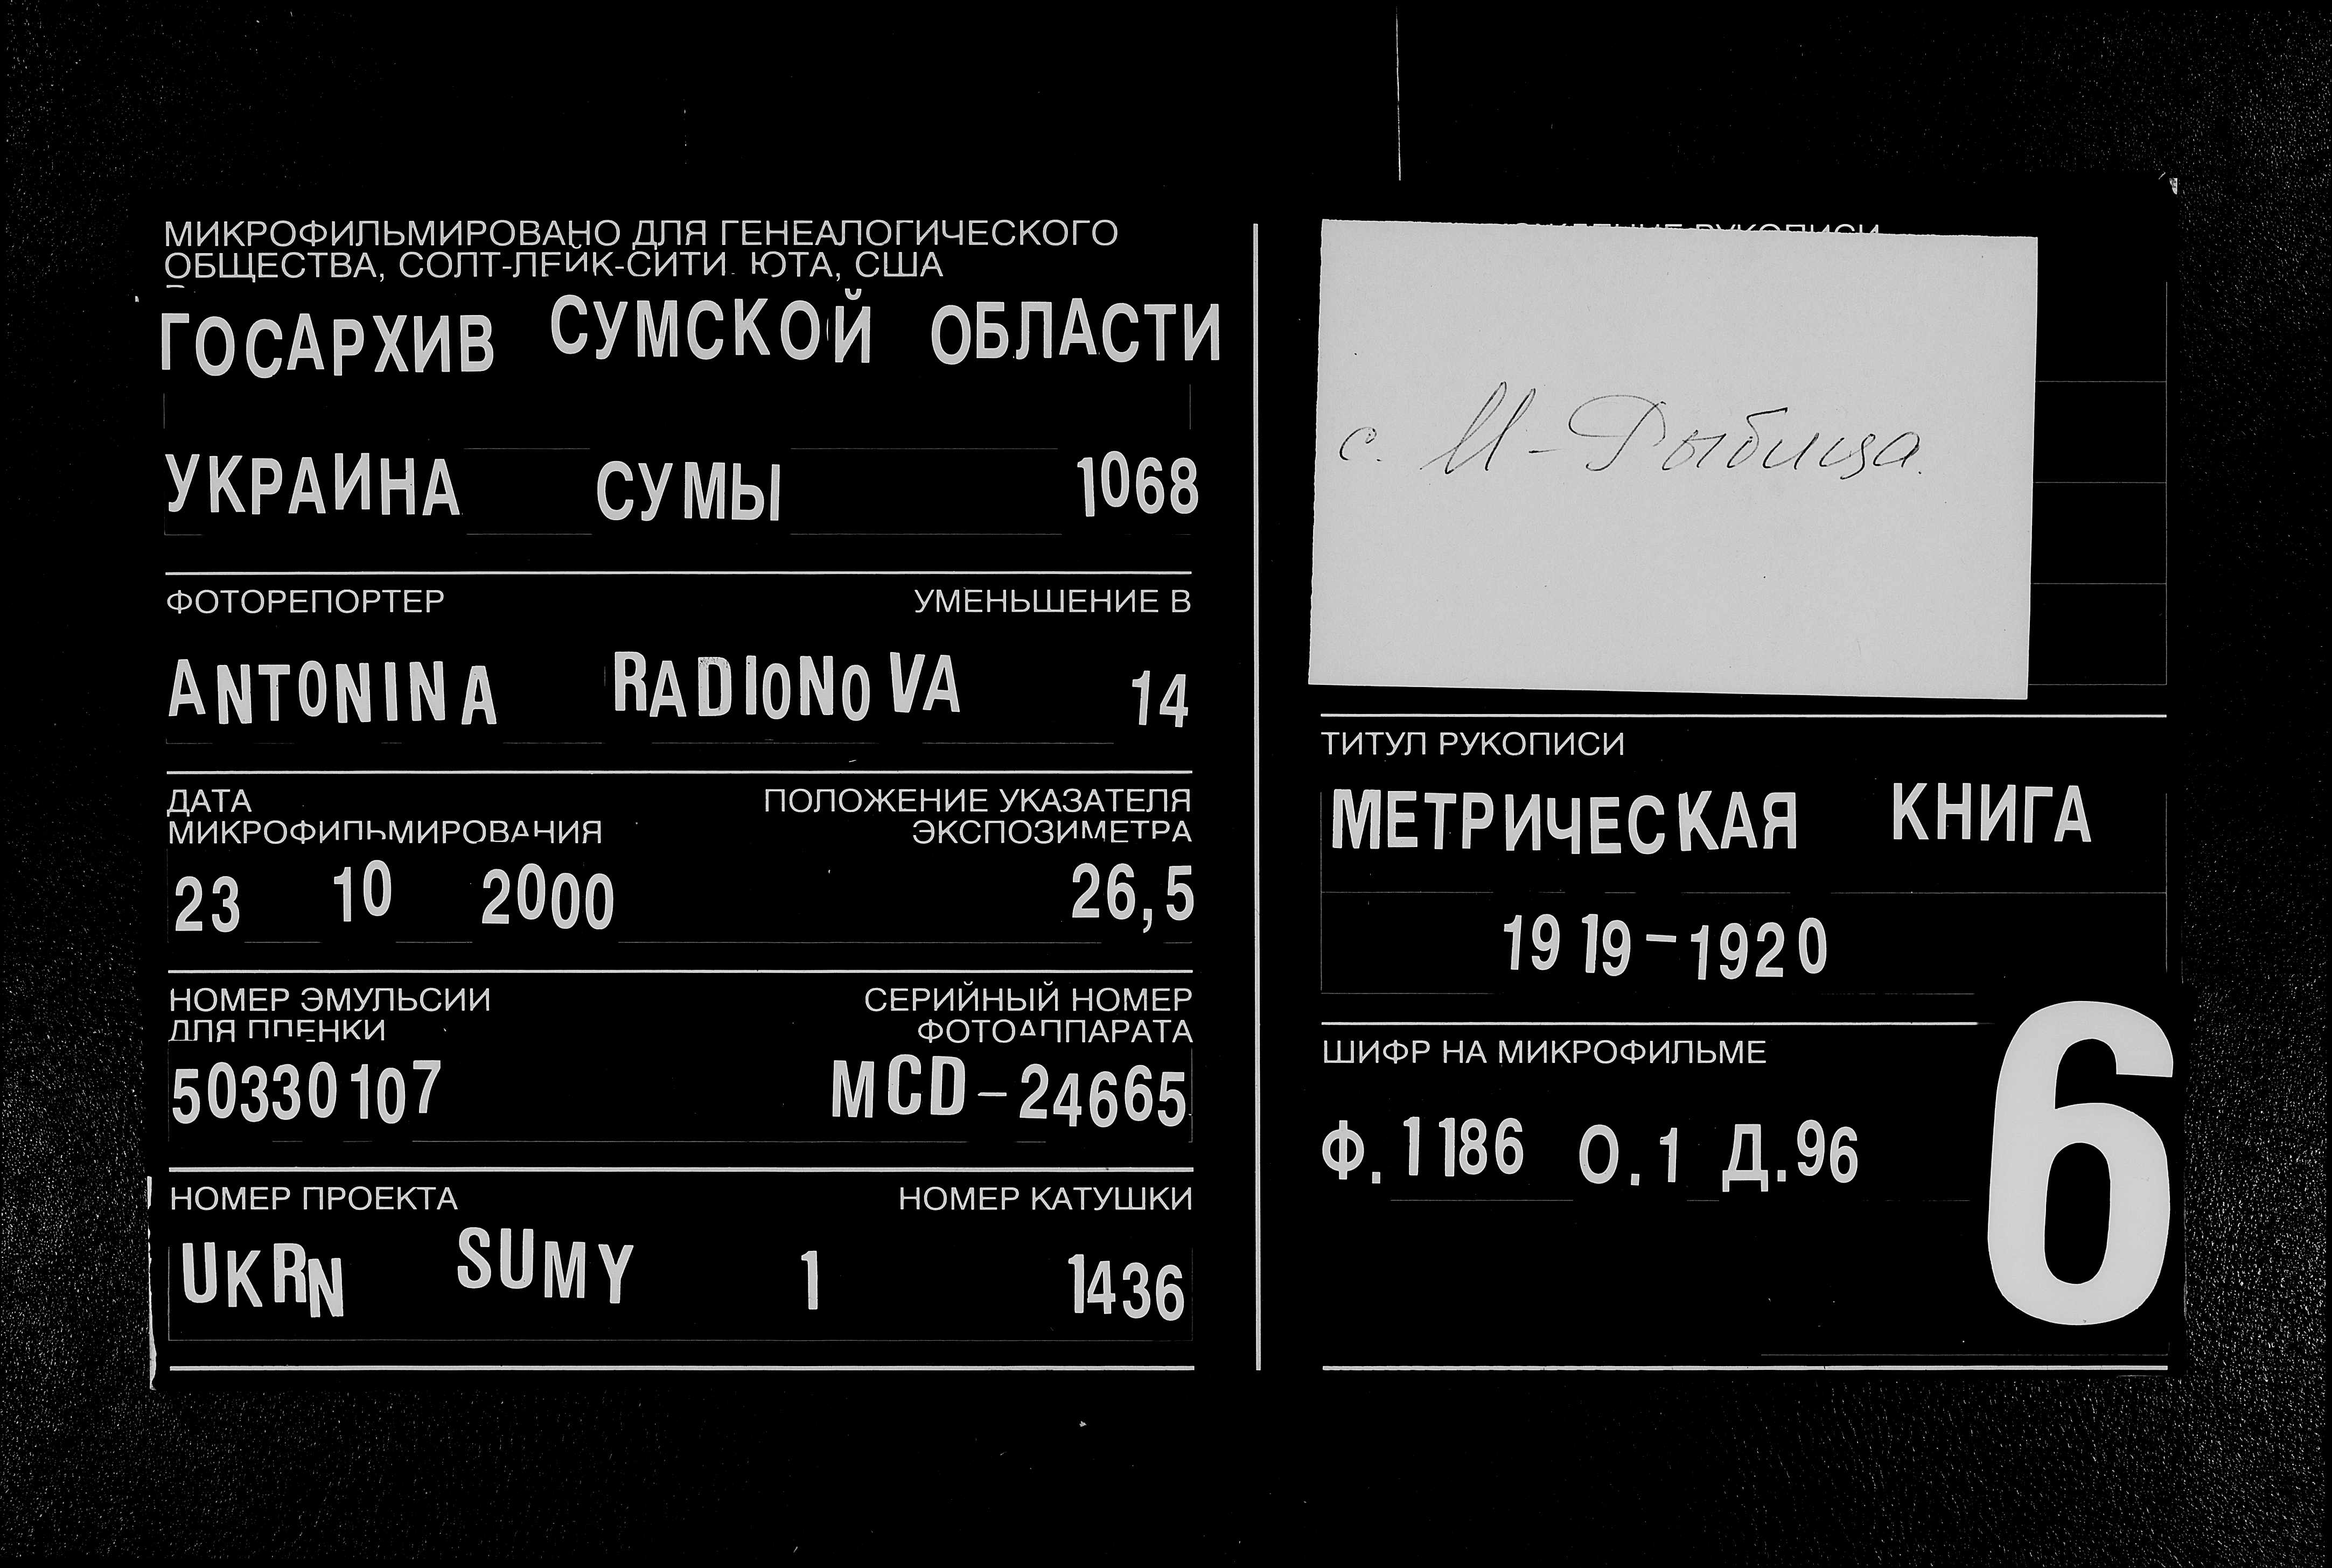 МИКРОФИЛЬМИРОВАНО ДЛЯ ГЕНЕАЛОГИЧЕСКОГО
ОБЩЕСТВА, СОЛТ-ЛЕЙК-СИТИ, ЮТА, США
ГОСАРХИВ СУМСКОЙ ОБЛАСТИ
УКРАИНА СУМЫ 1068
ФОТОРЕПОРТЕР УМЕНЬШЕНИЕ В
ANTONINA RADIONOVA 14
ДАТА ПОЛОЖЕНИЕ УКАЗАТЕЛЯ
МИКРОФИЛЬМИРОВАНИЯ ЭКСПОЗИМЕТРА
23 10 2000 26,5
НОМЕР ЭМУЛЬСИИ СЕРИЙНЫЙ НОМЕР
ДЛЯ ПЛЕНКИ ФОТОАППАРАТА
50330107 MCD-24665
НОМЕР ПРОЕКТА НОМЕР КАТУШКИ
UKRN SUMY 1 1436
РУКОПИСИ
с. М-Рыбица.
ТИТУЛ РУКОПИСИ
МЕТРИЧЕСКАЯ КНИГА
1919-1920
ШИФР НА МИКРОФИЛЬМЕ
Ф. 1186 О. 1 Д. 96
6